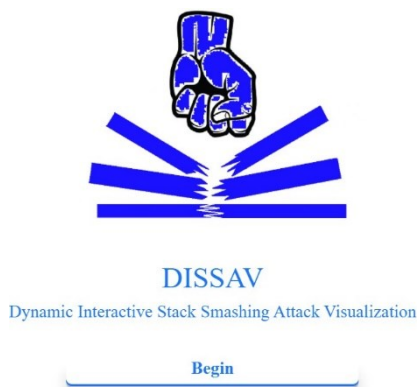 DISSAV
Dynamic Interactive Stack Smashing Attack Visualization
Begin